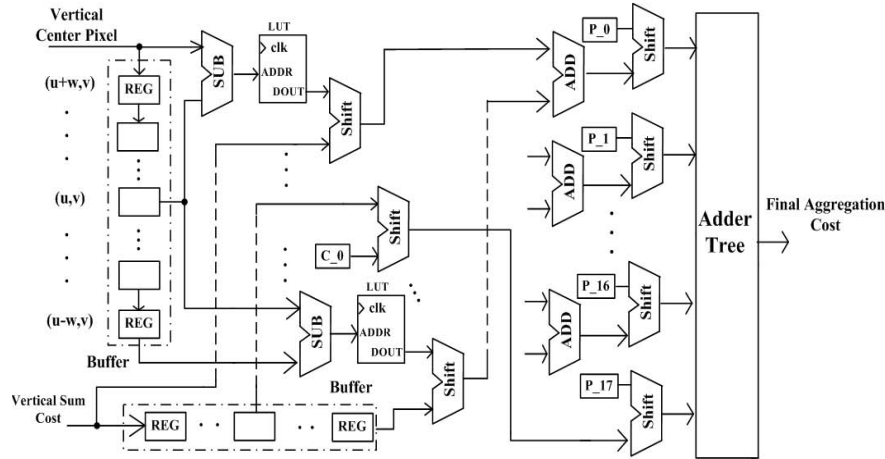 Vertical
Center Pixel
LUT
clk
ADDR
DOUT
SUB
P_0
Shift
ADD
(u+w,v)
REG
Shift
P_1
Shift
ADD
(u,v)
Shift
C_0
Adder
Tree
Final Aggregation
Cost
LUT
clk
ADDR
DOUT
SUB
P_16
Shift
ADD
(u-w,v)
REG
Buffer
Shift
Buffer
P_17
Shift
Vertical Sum
Cost
REG
REG